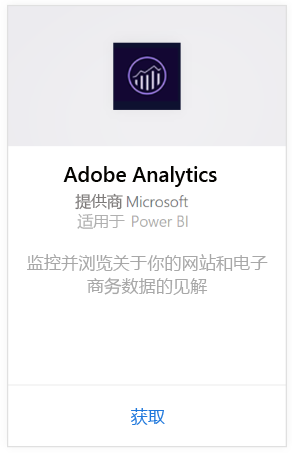 Adobe Analytics
提供商 Microsoft
适用于 Power BI
监控并浏览关于你的网站和电子
商务数据的见解
获取